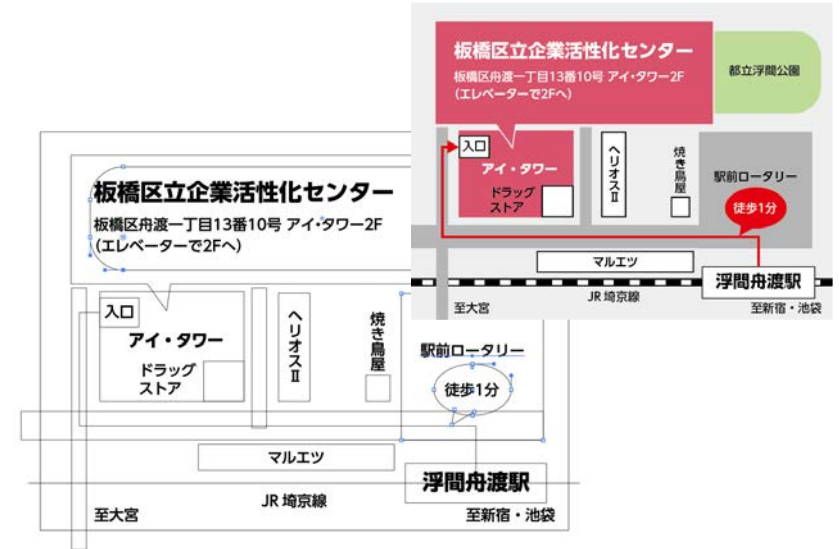 板橋区立企業活性化センター
板橋区舟渡一丁目13番10号 アイ・タワー2F
（エレベーターで2Fへ）
都立浮間公園
入口
アイ・タワー
ドラッグ
ストア
ヘリオスⅡ
焼き鳥屋
駅前ロータリー
徒歩1分
マルエツ
浮間舟渡駅
JR 埼京線
至大宮
至新宿・池袋
板橋区立企業活性化センター
板橋区舟渡一丁目13番10号 アイ・タワー2F
（エレベーターで2Fへ）
入口
アイ・タワー
ドラッグ
ストア
ヘリオスⅡ
焼き鳥屋
駅前ロータリー
徒歩1分
マルエツ
浮間舟渡駅
JR 埼京線
至大宮
至新宿・池袋